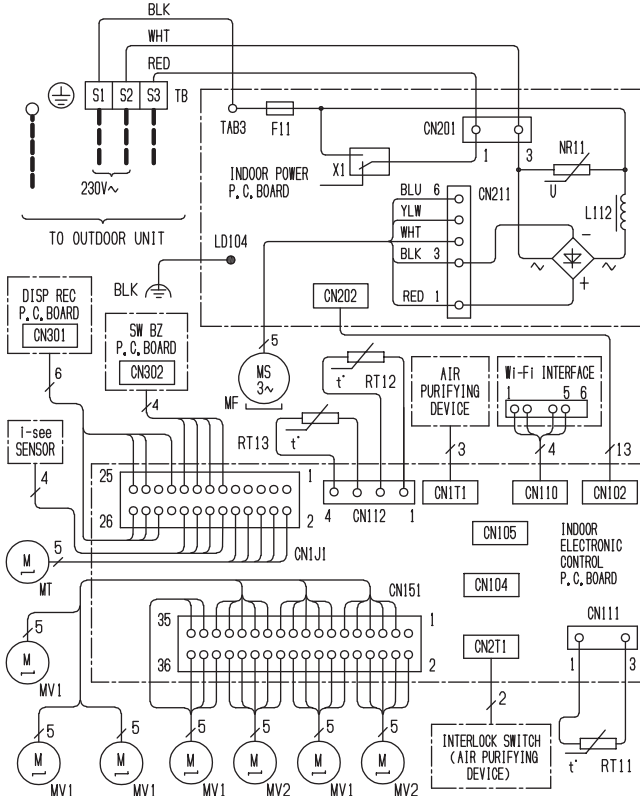 BLK
WHT
RED
S1 S2 S3 TB
230V~
TO OUTDOOR UNIT
TAB3
F11
X1
INDOOR POWER
P.C.BOARD
CN201
1 3
NR11
U
L112
CN211
BLU 6
YLW
WHT
BLK 3
RED 1
-
~ ~
+
LD104
BLK
CN202
DISP REC
P.C.BOARD
CN301
6
SW BZ
P.C.BOARD
CN302
4
5
MS
3~
MF
t° RT12
RT13 t°
AIR
PURIFYING
DEVICE
3
Wi-Fi INTERFACE
1 5 6
4
13
i-see
SENSOR
4
25 1
26 2
CN1J1
4 CN112 1
CN1T1
CN110
CN102
CN105
INDOOR
ELECTRONIC
CONTROL
P.C.BOARD
M
5
MT
CN104
CN151
35 1
36 2
CN111
1 3
CN2T1
5
M
MV1
2
INTERLOCK SWITCH
(AIR PURIFYING
DEVICE)
t° RT11
5 5 5 5 5 5
M M M M M M
MV1 MV1 MV1 MV2 MV1 MV2